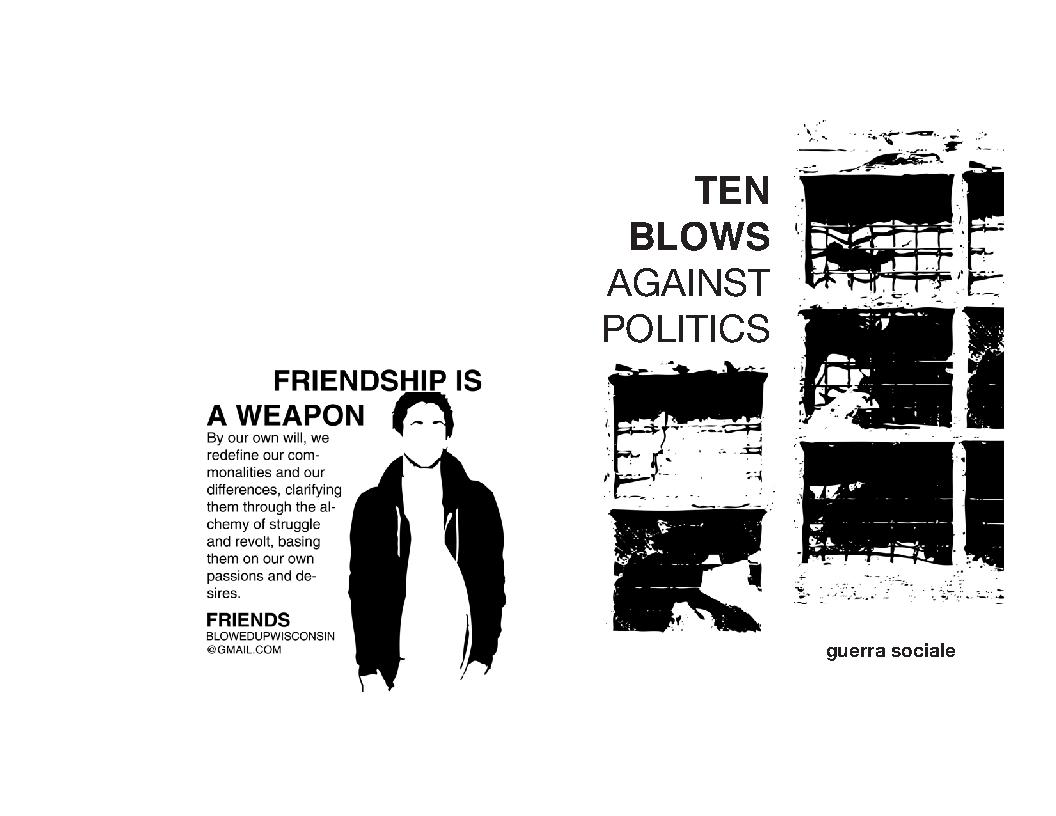 FRIENDSHIP IS
A WEAPON
By our own will, we
redefine our com-
monalities and our
differences, clarifying
them through the al-
chemy of struggle
and revolt, basing
them on our own
passions and de-
sires.
FRIENDS
BLOWEDUPWISCONSIN
@GMAIL.COM
TEN
BLOWS
AGAINST
POLITICS
guerra sociale